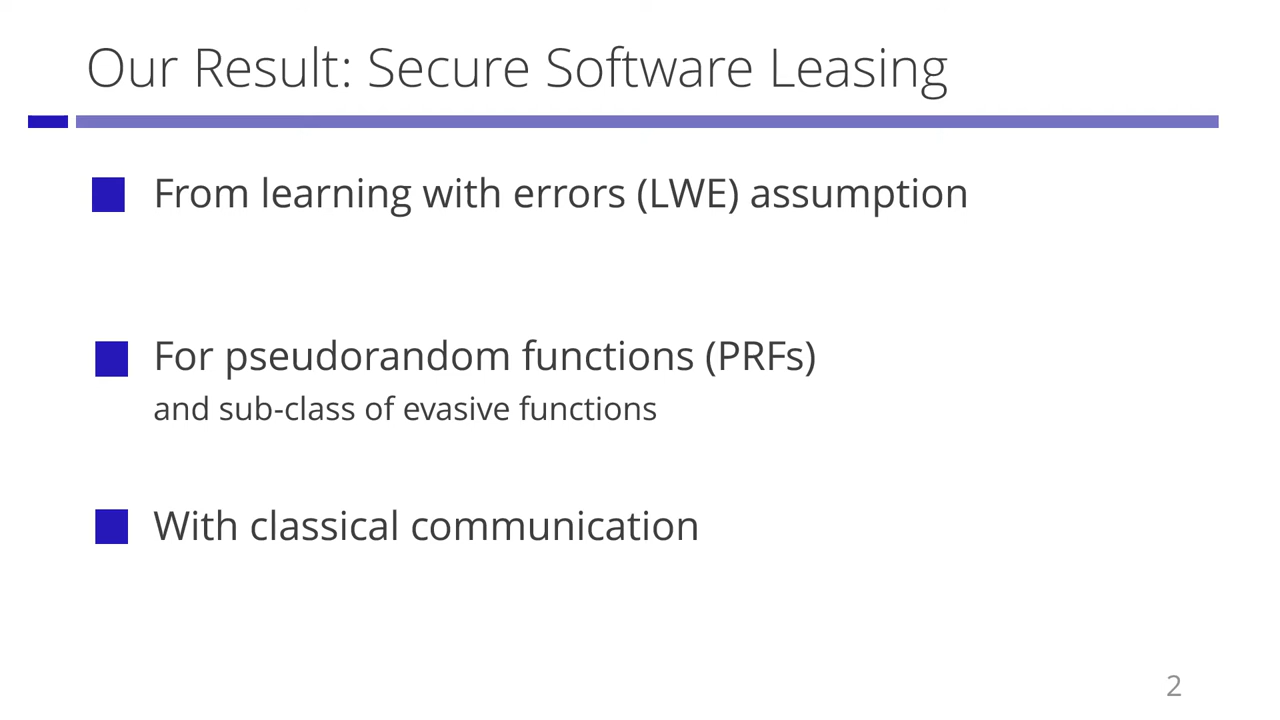 Our Result: Secure Software Leasing
From learning with errors (LWE) assumption
For pseudorandom functions (PRFs)
and sub-class of evasive functions
With classical communication
2